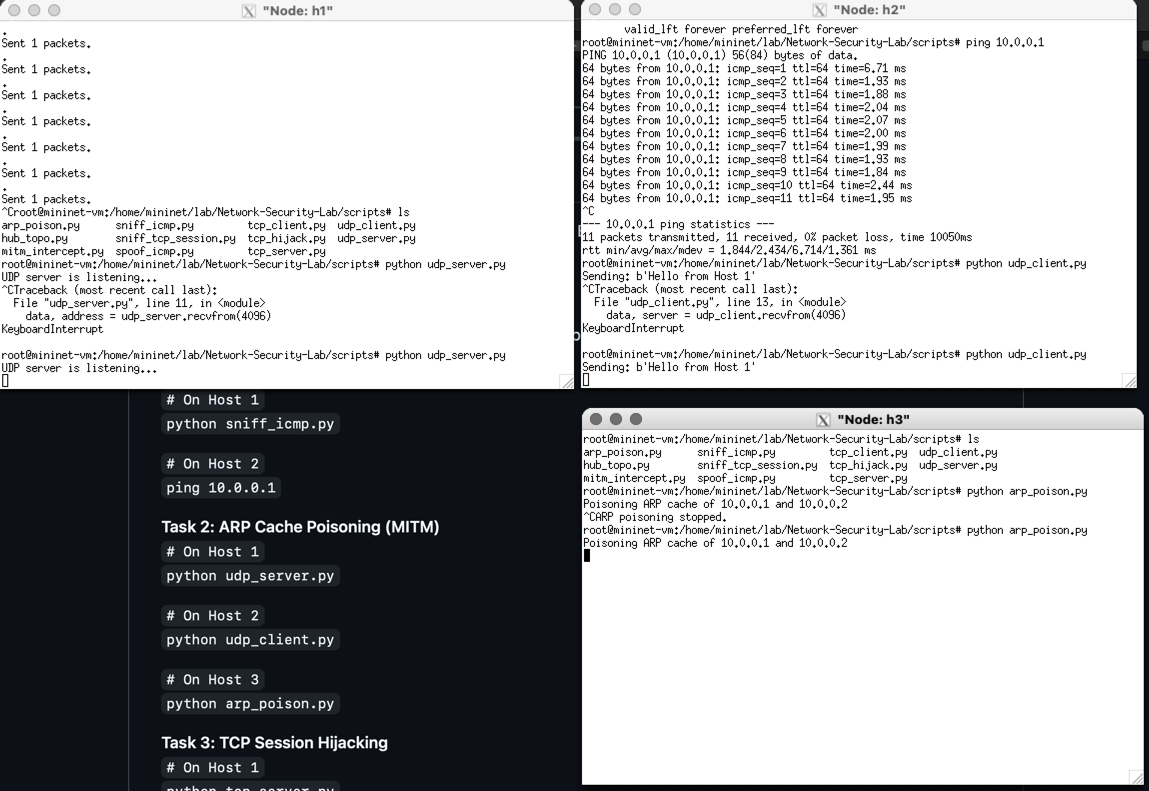 "Node: h1"
.
Sent 1 packets.
.
Sent 1 packets.
.
Sent 1 packets.
.
Sent 1 packets.
.
Sent 1 packets.
.
Sent 1 packets.
.
Sent 1 packets.
^Croot@mininet-vm:/home/mininet/lab/Network-Security-Lab/scripts# ls
arp_poison.py sniff_icmp.py tcp_client.py udp_client.py
hub_topo.py sniff_tcp_session.py tcp_hijack.py udp_server.py
mitm_intercept.py spoof_icmp.py tcp_server.py
root@mininet-vm:/home/mininet/lab/Network-Security-Lab/scripts# python udp_server.py
UDP server is listening...
^CTraceback (most recent call last):
File "udp_server.py", line 11, in <module>
data, address = udp_server.recvfrom(4096)
KeyboardInterrupt
root@mininet-vm:/home/mininet/lab/Network-Security-Lab/scripts# python udp_server.py
UDP server is listening...
"Node: h2"
valid_lft forever preferred_lft forever
root@mininet-vm:/home/mininet/lab/Network-Security-Lab/scripts# ping 10.0.0.1
PING 10.0.0.1 (10.0.0.1) 56(84) bytes of data.
64 bytes from 10.0.0.1: icmp_seq=1 ttl=64 time=6.71 ms
64 bytes from 10.0.0.1: icmp_seq=2 ttl=64 time=1.93 ms
64 bytes from 10.0.0.1: icmp_seq=3 ttl=64 time=1.88 ms
64 bytes from 10.0.0.1: icmp_seq=4 ttl=64 time=2.04 ms
64 bytes from 10.0.0.1: icmp_seq=5 ttl=64 time=2.07 ms
64 bytes from 10.0.0.1: icmp_seq=6 ttl=64 time=2.00 ms
64 bytes from 10.0.0.1: icmp_seq=7 ttl=64 time=1.99 ms
64 bytes from 10.0.0.1: icmp_seq=8 ttl=64 time=1.93 ms
64 bytes from 10.0.0.1: icmp_seq=9 ttl=64 time=1.84 ms
64 bytes from 10.0.0.1: icmp_seq=10 ttl=64 time=2.44 ms
64 bytes from 10.0.0.1: icmp_seq=11 ttl=64 time=1.95 ms
^C
--- 10.0.0.1 ping statistics ---
11 packets transmitted, 11 received, 0% packet loss, time 10050ms
rtt min/avg/max/mdev = 1.844/2.434/6.714/1.361 ms
root@mininet-vm:/home/mininet/lab/Network-Security-Lab/scripts# python udp_client.py
Sending: b'Hello from Host 1'
^CTraceback (most recent call last):
File "udp_client.py", line 13, in <module>
data, server = udp_client.recvfrom(4096)
KeyboardInterrupt
root@mininet-vm:/home/mininet/lab/Network-Security-Lab/scripts# python udp_client.py
Sending: b'Hello from Host 1'
# On Host 1
python sniff_icmp.py
# On Host 2
ping 10.0.0.1
Task 2: ARP Cache Poisoning (MITM)
# On Host 1
python udp_server.py
# On Host 2
python udp_client.py
# On Host 3
python arp_poison.py
Task 3: TCP Session Hijacking
# On Host 1
python tcp_server.py
"Node: h3"
root@mininet-vm:/home/mininet/lab/Network-Security-Lab/scripts# ls
arp_poison.py sniff_icmp.py tcp_client.py udp_client.py
hub_topo.py sniff_tcp_session.py tcp_hijack.py udp_server.py
mitm_intercept.py spoof_icmp.py tcp_server.py
root@mininet-vm:/home/mininet/lab/Network-Security-Lab/scripts# python arp_poison.py
Poisoning ARP cache of 10.0.0.1 and 10.0.0.2
^CARP poisoning stopped.
root@mininet-vm:/home/mininet/lab/Network-Security-Lab/scripts# python arp_poison.py
Poisoning ARP cache of 10.0.0.1 and 10.0.0.2